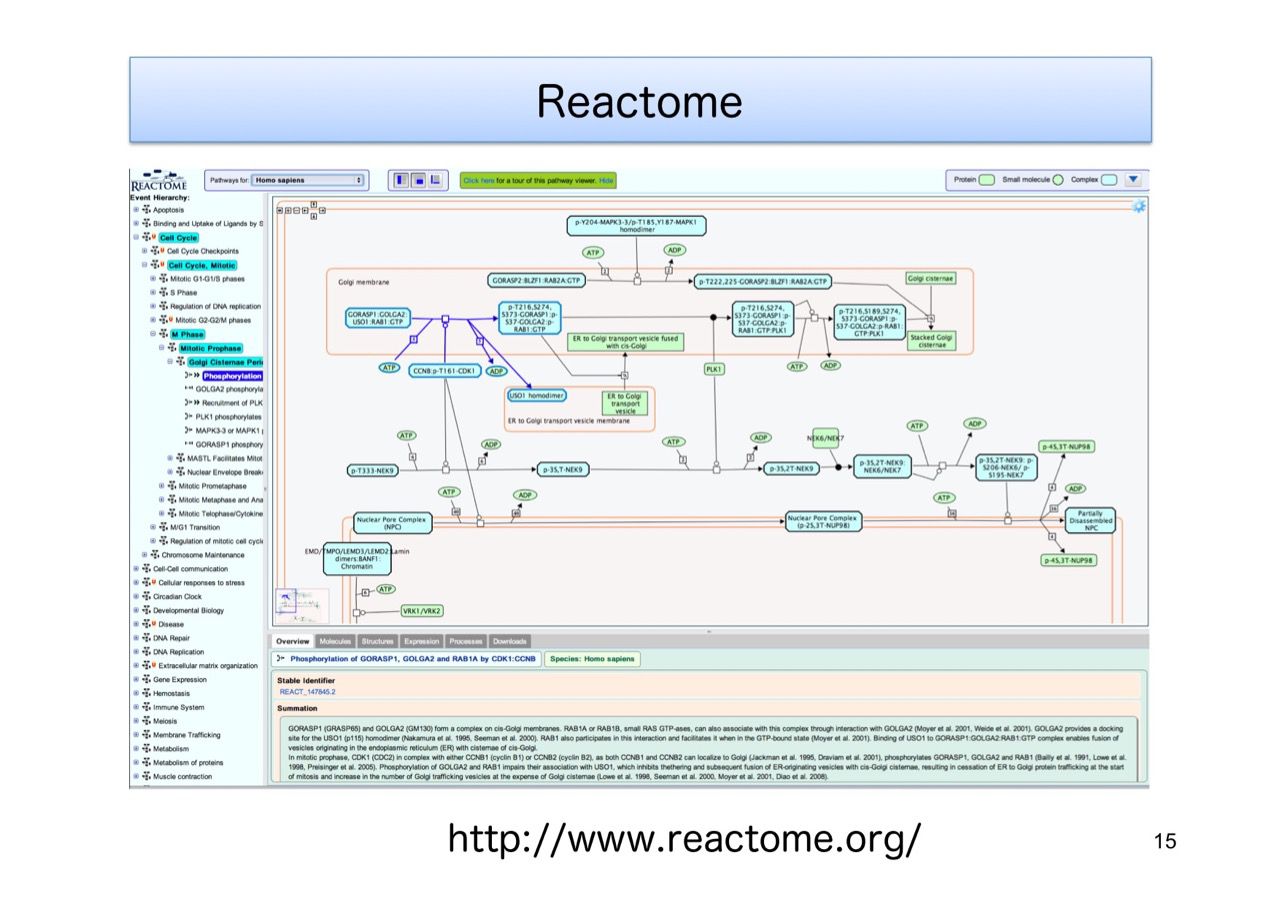 Reactome
REACTOME
Pathways for: Homo sapiens
Click here for a tour of this pathway viewer. Hide
Protein
Small molecule
Complex
Event Hierarchy:
Apoptosis
Binding and Uptake of Ligands by S
Cell Cycle
Cell Cycle Checkpoints
Cell Cycle, Mitotic
Mitotic G1-G1/S phases
S Phase
Regulation of DNA replication
Mitotic G2-G2/M phases
M Phase
Mitotic Prophase
Golgi Cisternae Peri
Phosphorylation
GOLGA2 phosphoryla
Recruitment of PLK
PLK1 phosphorylates
MAPK3-3 or MAPK1
GORASP1 phosphory
MASTL Facilitates Mitot
Nuclear Envelope Break
Mitotic Prometaphase
Mitotic Metaphase and Ana
Mitotic Telophase/Cytokine
M/G1 Transition
Regulation of mitotic cell cycle
Chromosome Maintenance
Cell-Cell communication
Cellular responses to stress
Circadian Clock
Developmental Biology
Disease
DNA Repair
DNA Replication
Extracellular matrix organization
Gene Expression
Hemostasis
Immune System
Meiosis
Membrane Trafficking
Metabolism
Metabolism of proteins
Muscle contraction
p-Y204-MAPK3-3/p-T185,Y187-MAPK1
homodimer
ATP
ADP
Golgi membrane
GORASP2:BLZF1:RAB2A:GTP
p-T222,225-GORASP2:BLZF1:RAB2A:GTP
Golgi cisternae
GORASP1:GOLGA2:
USO1:RAB1:GTP
p-T216,S274,
S373-GORASP1:p-
S37-GOLGA2:p-
RAB1:GTP
p-T216,S274,
S373-GORASP1:p-
S37-GOLGA2:p-
RAB1:GTP:PLK1
p-T216,S189,S274,
S373-GORASP1:p-
S37-GOLGA2:p-RAB1:
GTP:PLK1
Stacked Golgi
cisternae
ER to Golgi transport vesicle fused
with cis-Golgi
ATP
CCNB:p-T161-CDK1
ADP
PLK1
ATP
ADP
USO1 homodimer
ER to Golgi
transport
vesicle
ER to Golgi transport vesicle membrane
ATP
ADP
ATP
ADP
NEK6/NEK7
ATP
ADP
p-4S,3T-NUP98
p-T333-NEK9
p-3S,T-NEK9
p-3S,2T-NEK9
p-3S,2T-NEK9:
NEK6/NEK7
p-3S,2T-NEK9: p-
S206-NEK6/ p-
S195-NEK7
ATP
ADP
ATP
ADP
Nuclear Pore Complex
(NPC)
Nuclear Pore Complex
(p-2S,3T-NUP98)
Partially
Disassembled
NPC
EMD/TMPO/LEMD3/LEMD2:Lamin
dimers:BANF1:
Chromatin
p-4S,3T-NUP98
ATP
VRK1/VRK2
Overview Molecules Structures Expression Processes Downloads
Phosphorylation of GORASP1, GOLGA2 and RAB1A by CDK1:CCNB
Species: Homo sapiens
Stable Identifier
REACT_147845.2
Summation
GORASP1 (GRASP65) and GOLGA2 (GM130) form a complex on cis-Golgi membranes. RAB1A or RAB1B, small RAS GTP-ases, can also associate with this complex through interaction with GOLGA2 (Moyer et al. 2001, Weide et al. 2001). GOLGA2 provides a docking
site for the USO1 (p115) homodimer (Nakamura et al. 1995, Seeman et al. 2000). RAB1 also participates in this interaction and facilitates it when in the GTP-bound state (Moyer et al. 2001). Binding of USO1 to GORASP1:GOLGA2:RAB1:GTP complex enables fusion of
vesicles originating in the endoplasmic reticulum (ER) with cisternae of cis-Golgi.
In mitotic prophase, CDK1 (CDC2) in complex with either CCNB1 (cyclin B1) or CCNB2 (cyclin B2), as both CCNB1 and CCNB2 can localize to Golgi (Jackman et al. 1995, Draviam et al. 2001), phosphorylates GORASP1, GOLGA2 and RAB1 (Bailly et al. 1991, Lowe et al.
1998, Preisinger et al. 2005). Phosphorylation of GOLGA2 and RAB1 impairs their association with USO1, which inhibits thethering and subsequent fusion of ER-originating vesicles with cis-Golgi cisternae, resulting in cessation of ER to Golgi protein trafficking at the start
of mitosis and increase in the number of Golgi trafficking vesicles at the expense of Golgi cisternae (Lowe et al. 1998, Seeman et al. 2000, Moyer et al. 2001, Diao et al. 2008).
http://www.reactome.org/
15